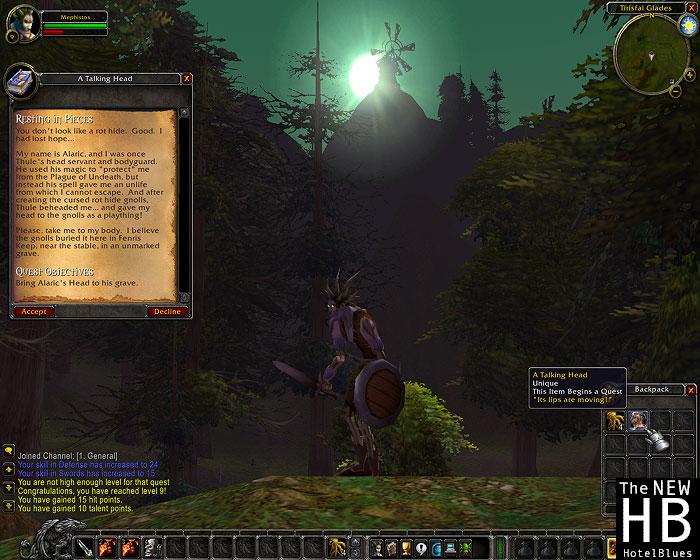 Mephistos
Tirisfal Glades
N
A Talking Head
Resting in Pieces
You don't look like a rot hide. Good. I
had lost hope...
My name is Alaric, and I was once
Thule's head servant and bodyguard.
He used his magic to "protect" me
from the Plague of Undeath, but
instead his spell gave me an unlife
from which I cannot escape. And after
creating the cursed rot hide gnolls,
Thule beheaded me... and gave my
head to the gnolls as a plaything!
Please, take me to my body. I believe
the gnolls buried it here in Fenris
Keep, near the stable, in an unmarked
grave.
Quest Objectives
Bring Alaric's Head to his grave.
Accept
Decline
A Talking Head
Unique
This Item Begins a Quest
"Its lips are moving!"
Backpack
Joined Channel: [1. General]
Your skill in Defense has increased to 24
Your skill in Swords has increased to 15
You are not high enough level for that quest
Congratulations, you have reached level 9!
You have gained 15 hit points.
You have gained 10 talent points.
The NEW
HB
HotelBlues